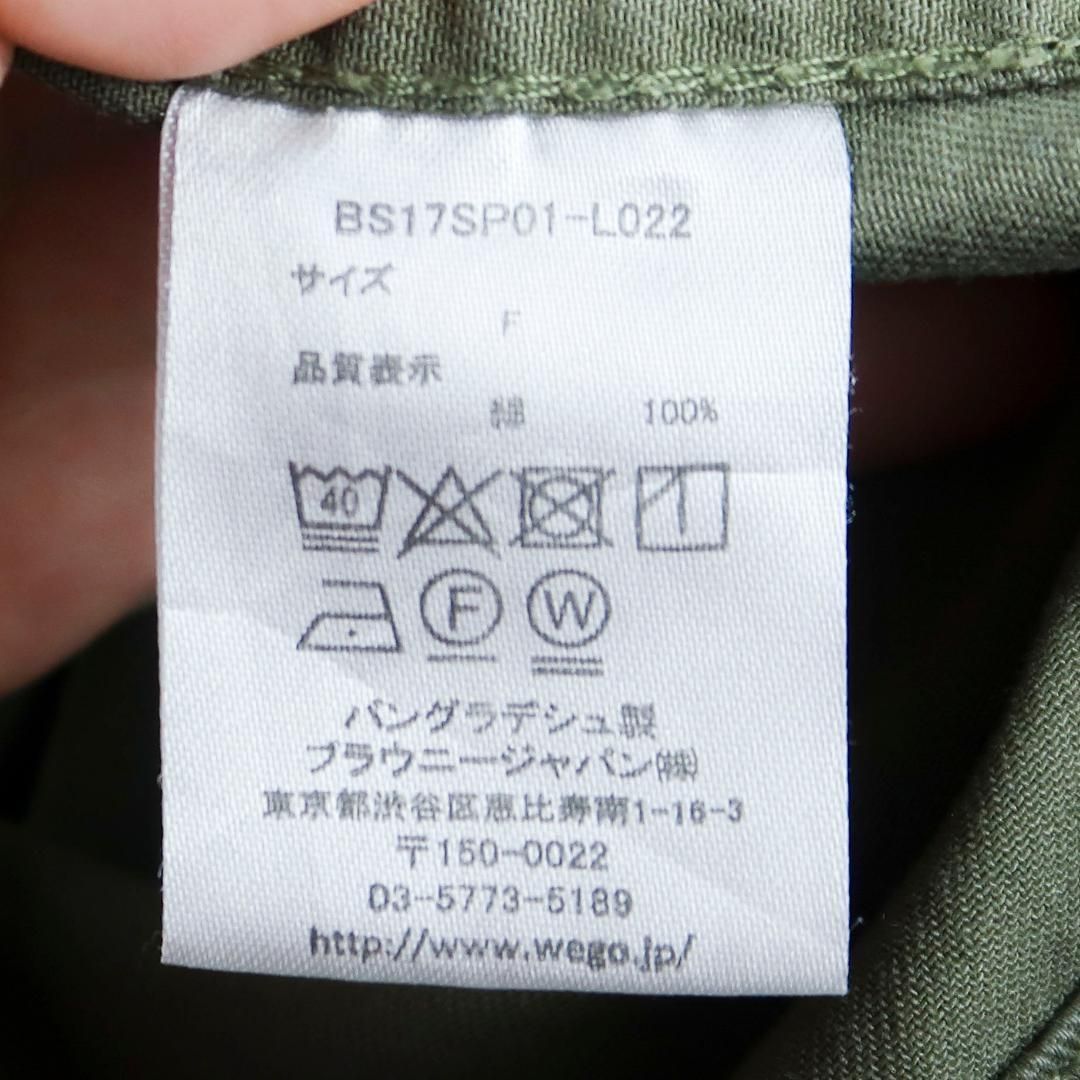 BS17SP01-L022
サイズ
F
品質表示
綿 100%
40
F W
バングラデシュ製
ブラウニージャパン㈱
東京都渋谷区恵比寿南1-16-3
〒150-0022
03-5773-5189
http://www.wego.jp/